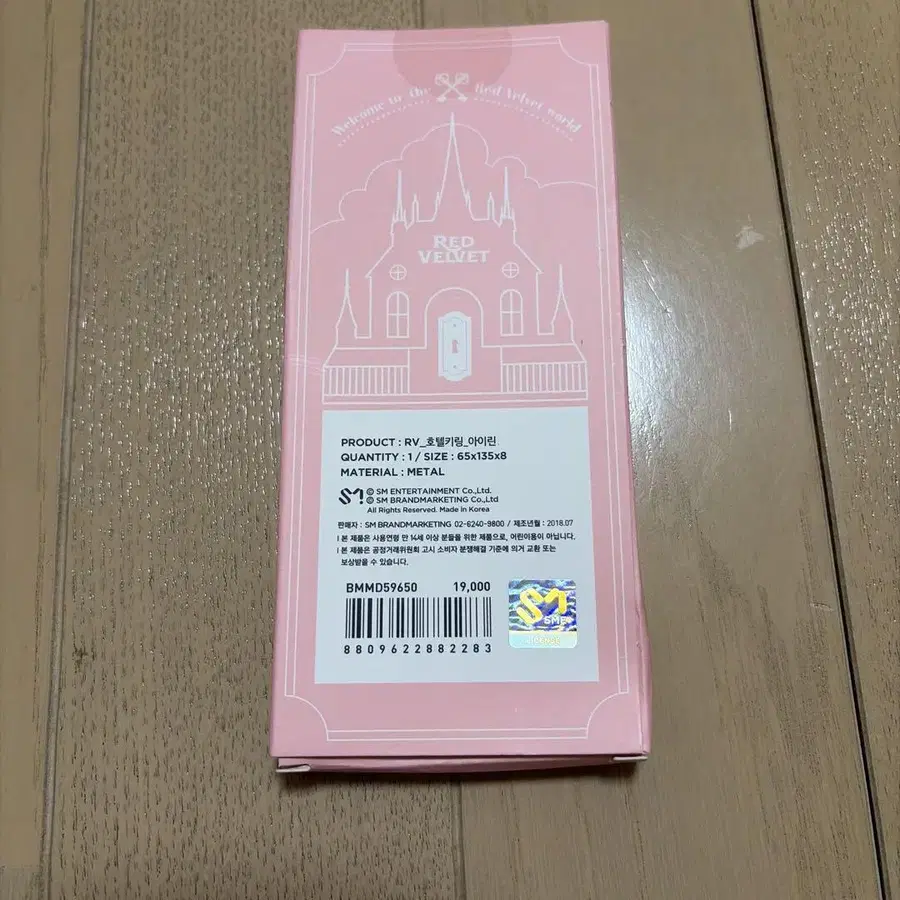 Welcome to the Red Velvet world
RED
VELVET
PRODUCT : RV_호텔키링_아이린
QUANTITY : 1 / SIZE : 65x135x8
MATERIAL : METAL
SM © SM ENTERTAINMENT Co.,Ltd.
© SM BRANDMARKETING Co.,Ltd
All Rights Reserved. Made in Korea
판매자 : SM BRANDMARKETING 02-6240-9800 / 제조년월 : 2018.07
! 본 제품은 사용연령 만 14세 이상 분들을 위한 제품으로, 어린이용이 아닙니다.
! 본 제품은 공정거래위원회 고시 소비자 분쟁해결 기준에 의거 교환 또는
보상받을 수 있습니다.
BMMD59650 19,000
8809622882283
SM
SME